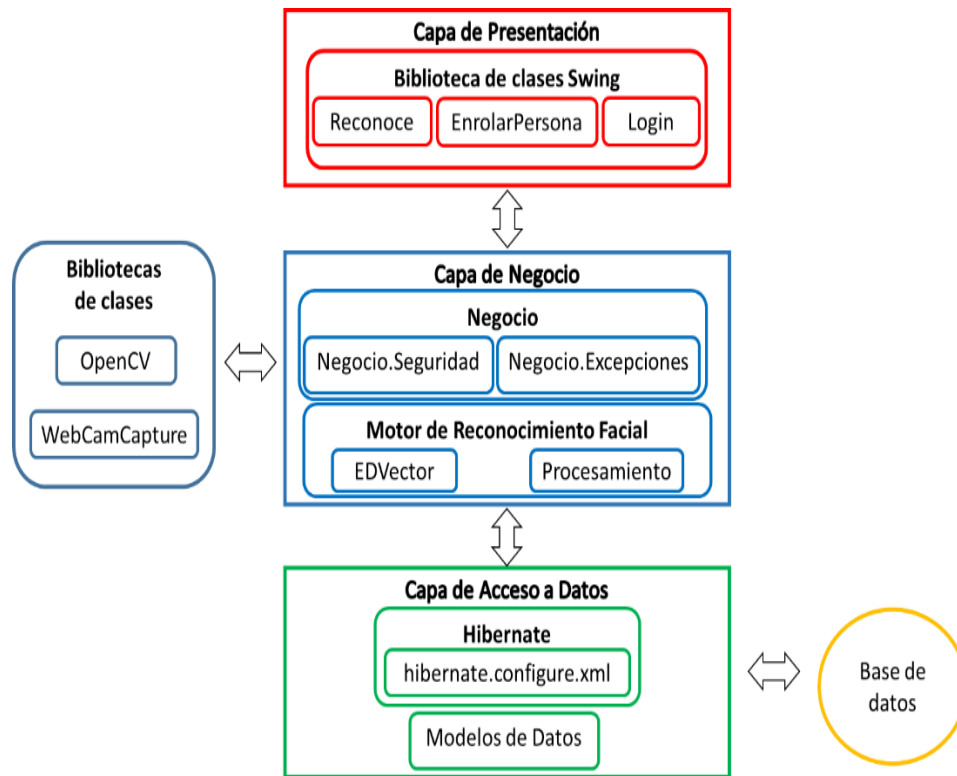 Capa de Presentación
Biblioteca de clases Swing
Reconoce
EnrolarPersona
Login
Bibliotecas
de clases
OpenCV
WebCamCapture
Capa de Negocio
Negocio
Negocio.Seguridad
Negocio.Excepciones
Motor de Reconocimiento Facial
EDVector
Procesamiento
Capa de Acceso a Datos
Hibernate
hibernate.configure.xml
Modelos de Datos
Base de
datos